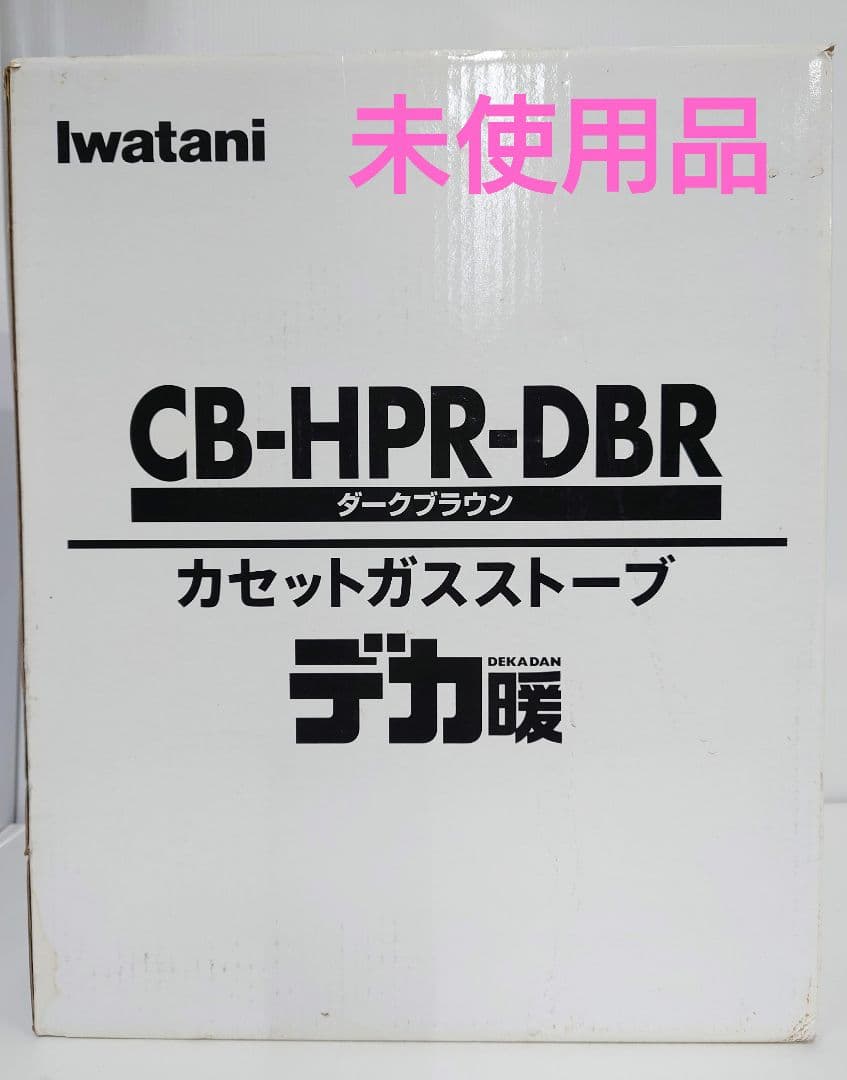 Iwatani
未使用品
CB-HPR-DBR
ダークブラウン
カセットガスストーブ
デカ暖
DEKADAN